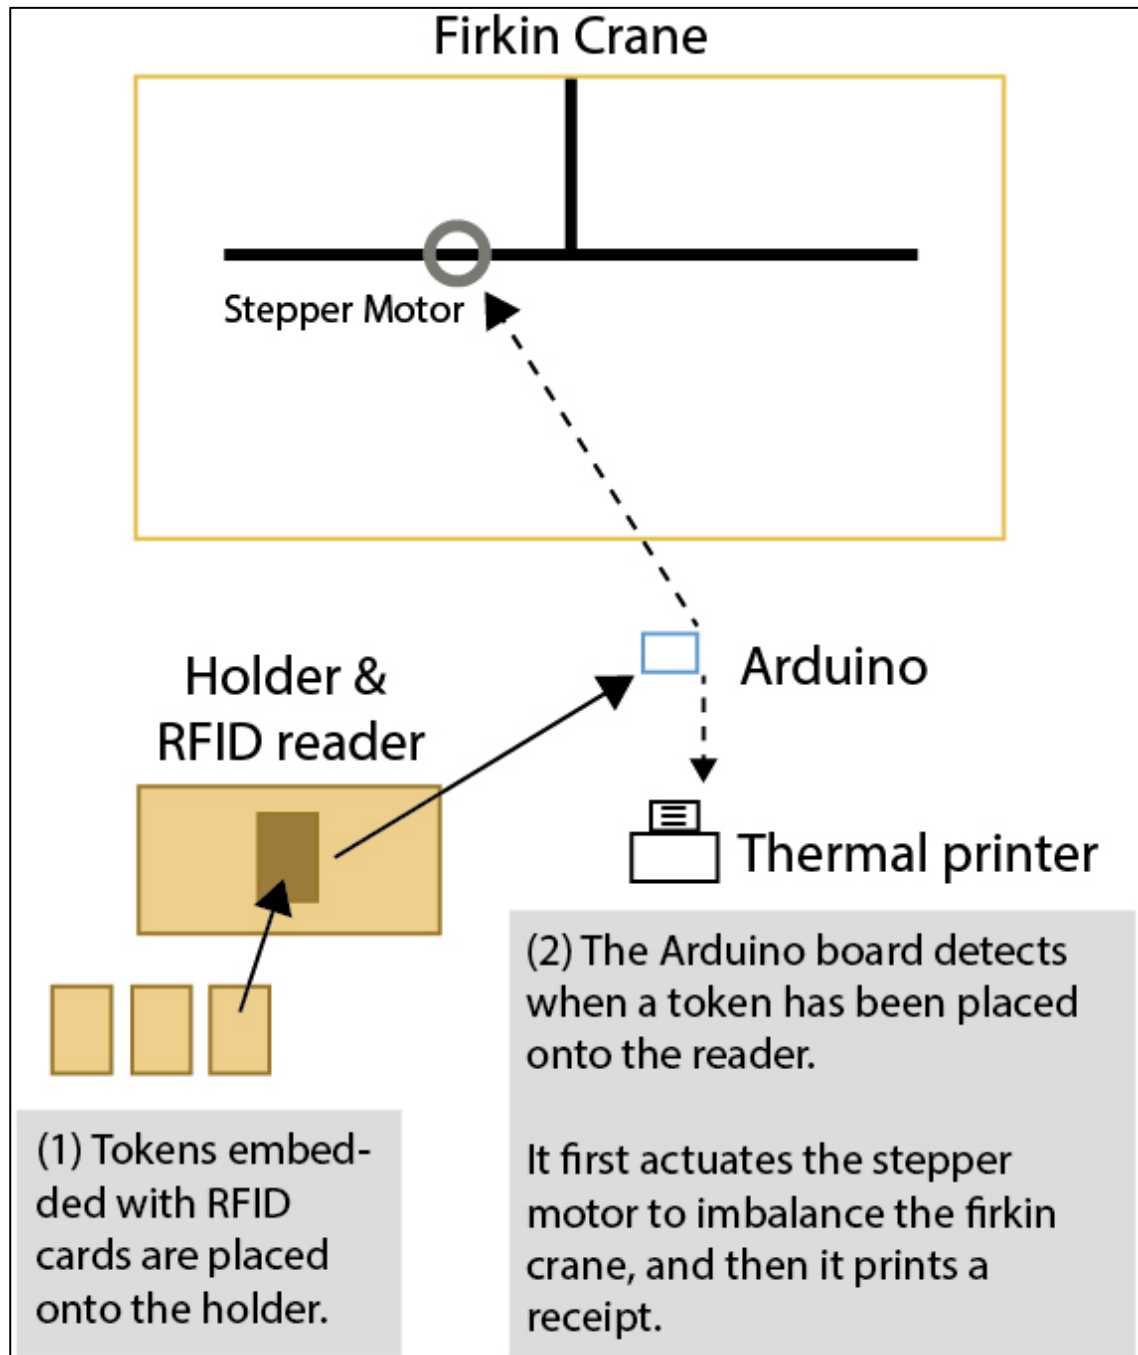 Firkin Crane
Stepper Motor
Arduino
Holder &
RFID reader
Thermal printer
(1) Tokens embed-
ded with RFID
cards are placed
onto the holder.
(2) The Arduino board detects
when a token has been placed
onto the reader.
It first actuates the stepper
motor to imbalance the firkin
crane, and then it prints a
receipt.